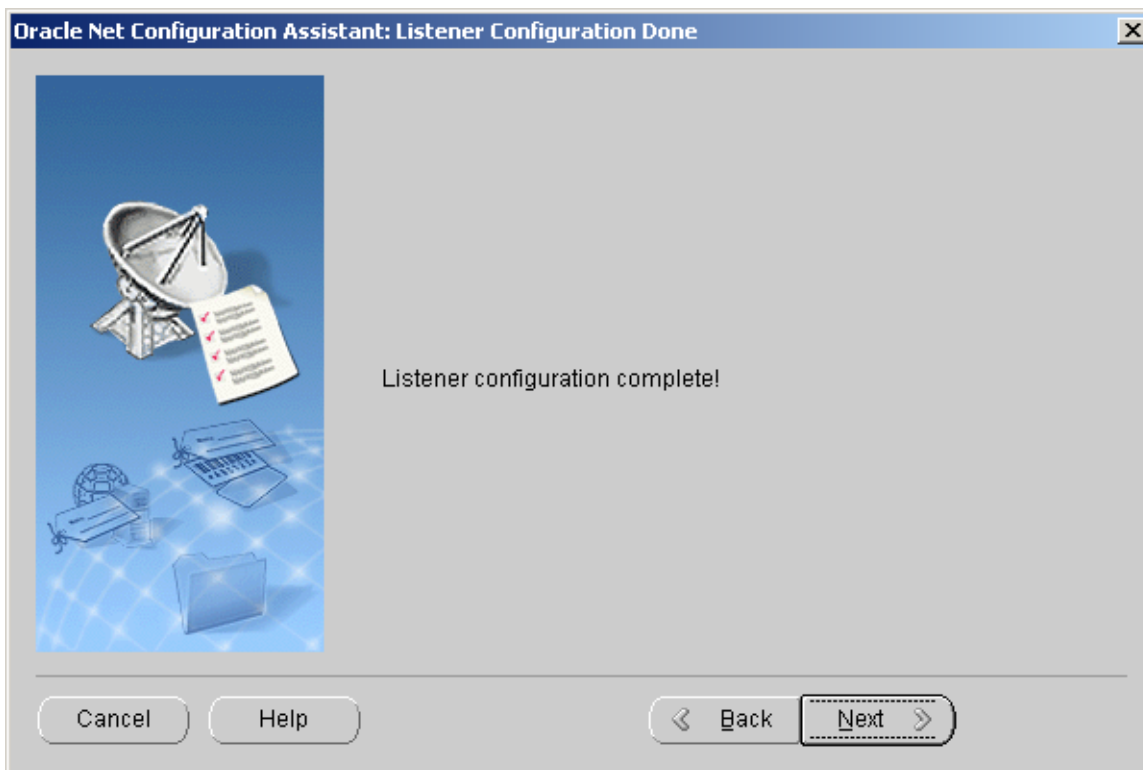 Oracle Net Configuration Assistant: Listener Configuration Done
Listener configuration complete!
Cancel
Help
Back
Next